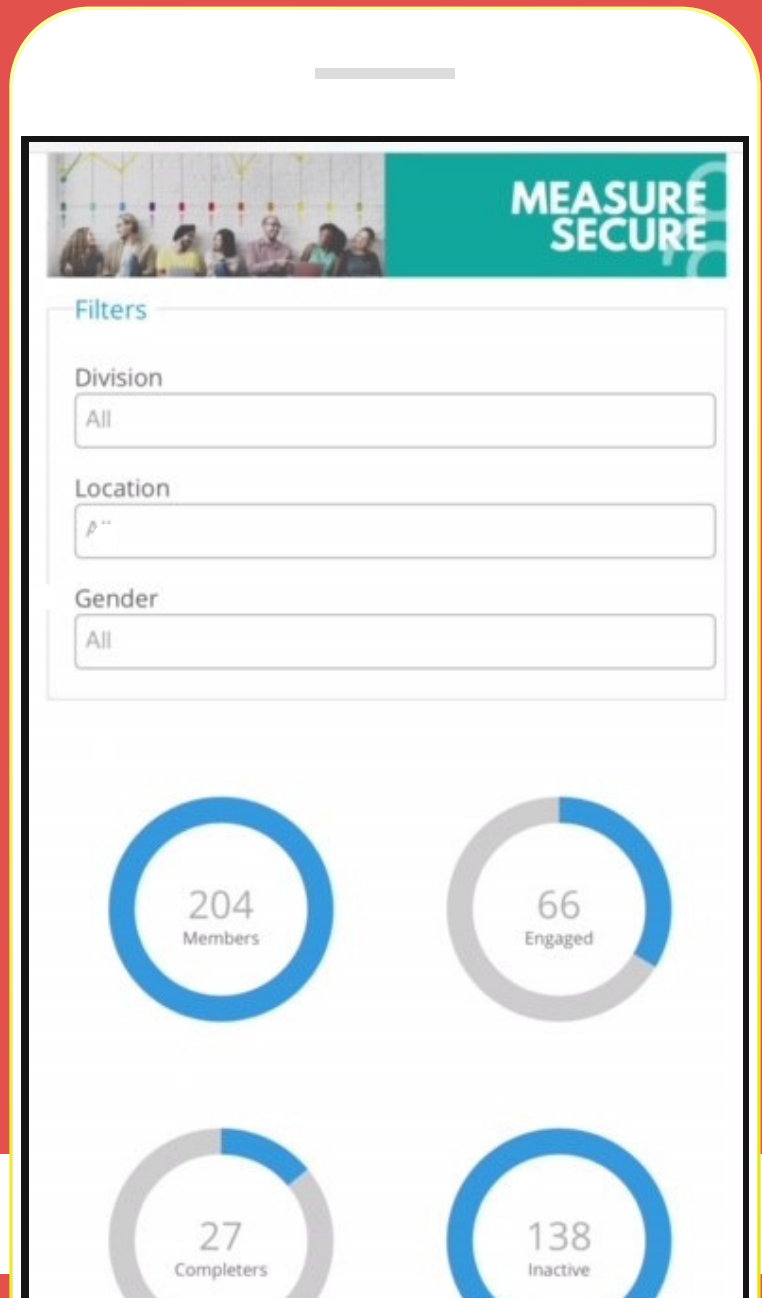 MEASURE
SECURE
Filters
Division
All
Location
Gender
All
204
Members
66
Engaged
27
Completers
138
Inactive